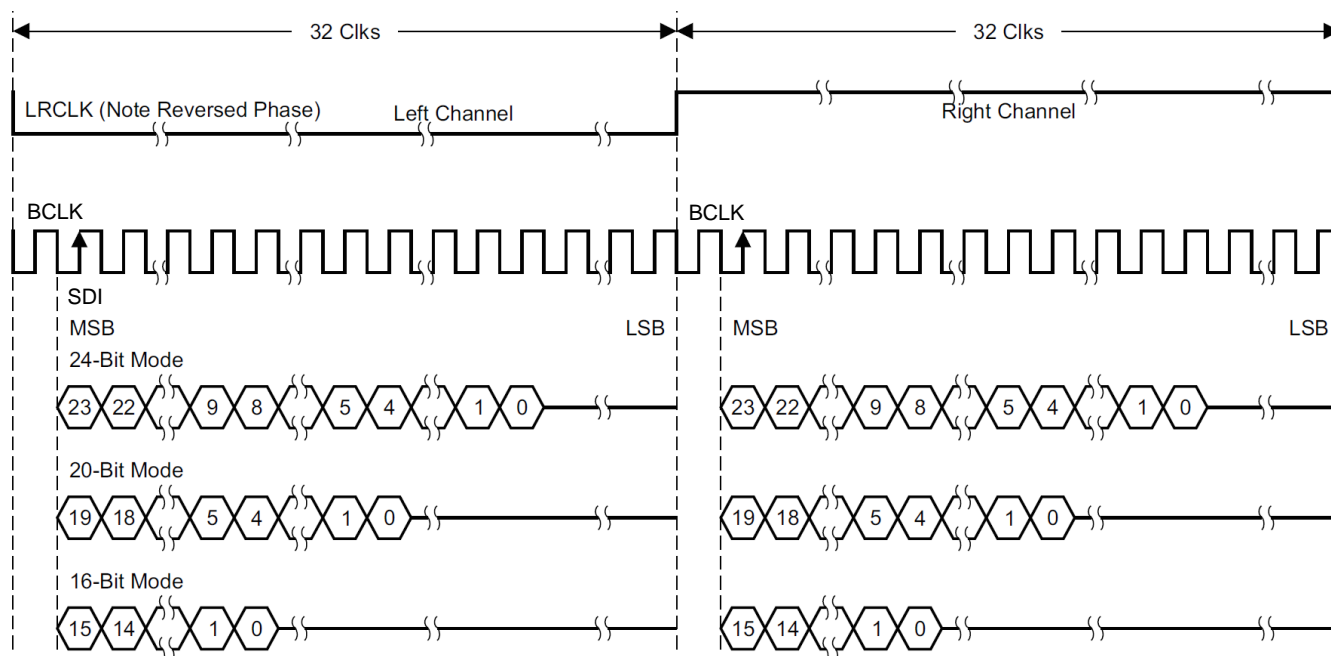 32 Clks 32 Clks
LRCLK (Note Reversed Phase) Left Channel Right Channel
BCLK BCLK
SDI
MSB LSB MSB LSB
24-Bit Mode
23 22 9 8 5 4 1 0 23 22 9 8 5 4 1 0
20-Bit Mode
19 18 5 4 1 0 19 18 5 4 1 0
16-Bit Mode
15 14 1 0 15 14 1 0